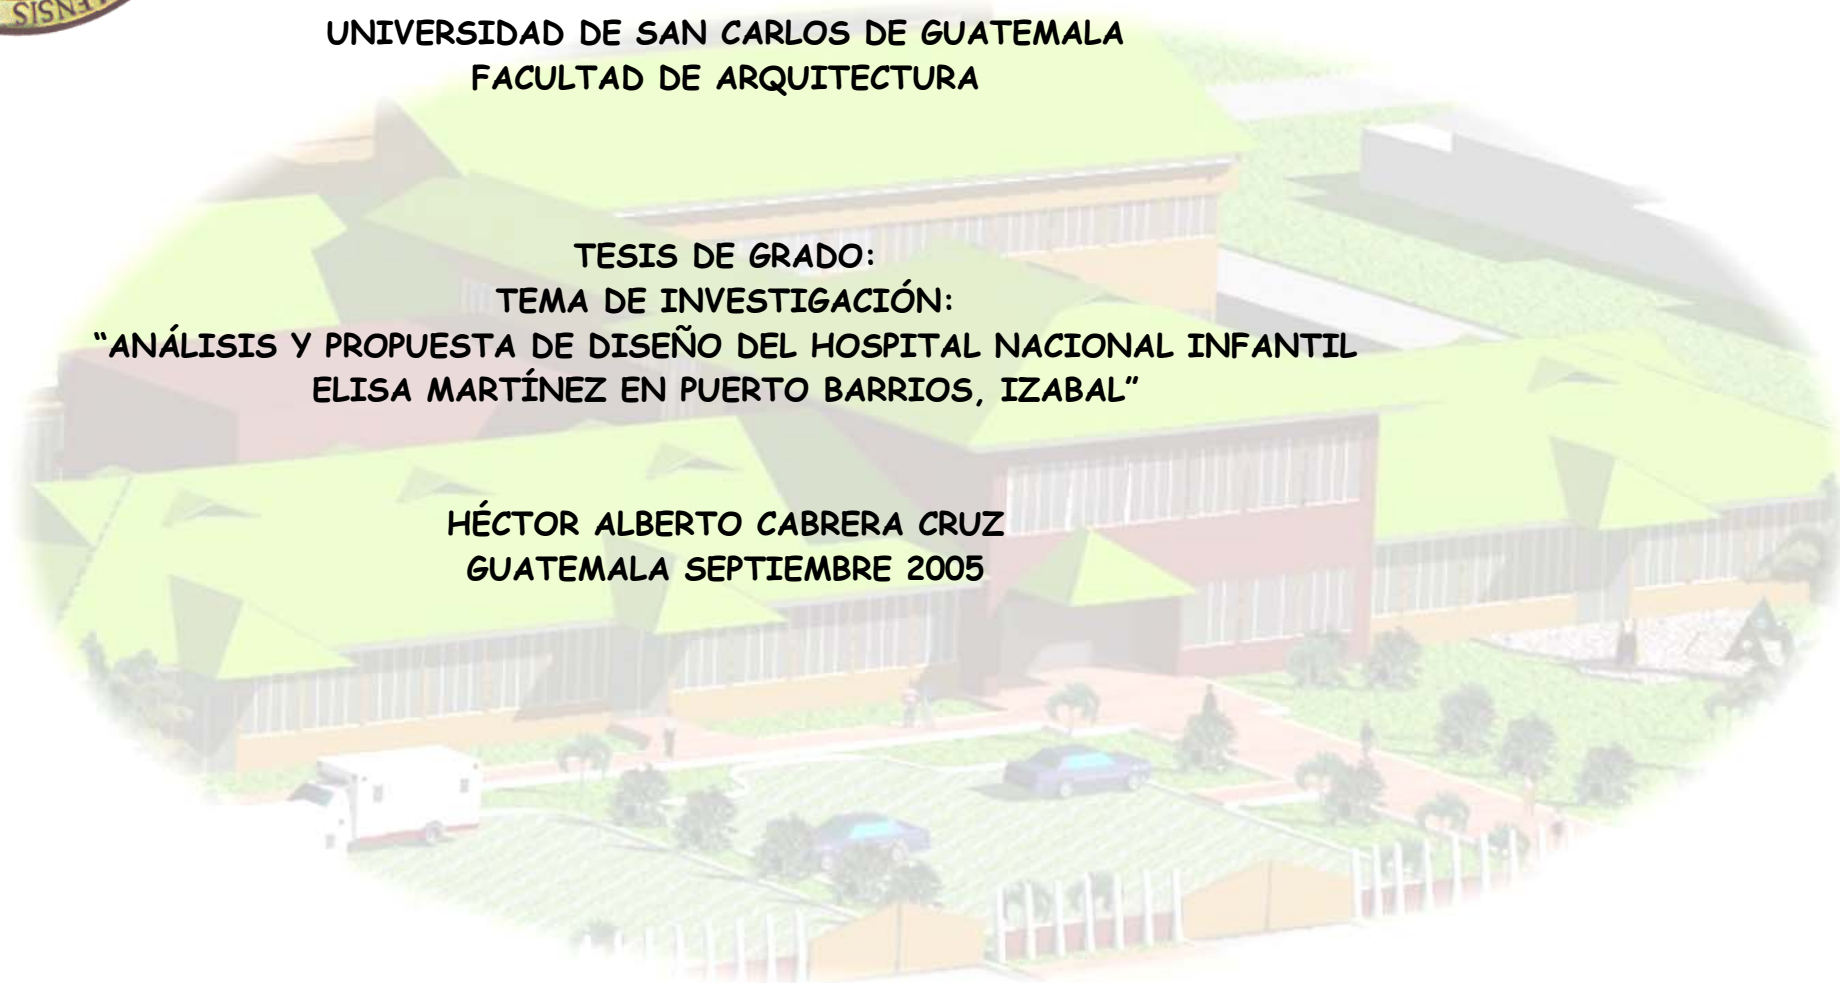 UNIVERSIDAD DE SAN CARLOS DE GUATEMALA
FACULTAD DE ARQUITECTURA
TESIS DE GRADO:
TEMA DE INVESTIGACIÓN:
“ANÁLISIS Y PROPUESTA DE DISEÑO DEL HOSPITAL NACIONAL INFANTIL
ELISA MARTÍNEZ EN PUERTO BARRIOS, IZABAL”
HÉCTOR ALBERTO CABRERA CRUZ
GUATEMALA SEPTIEMBRE 2005